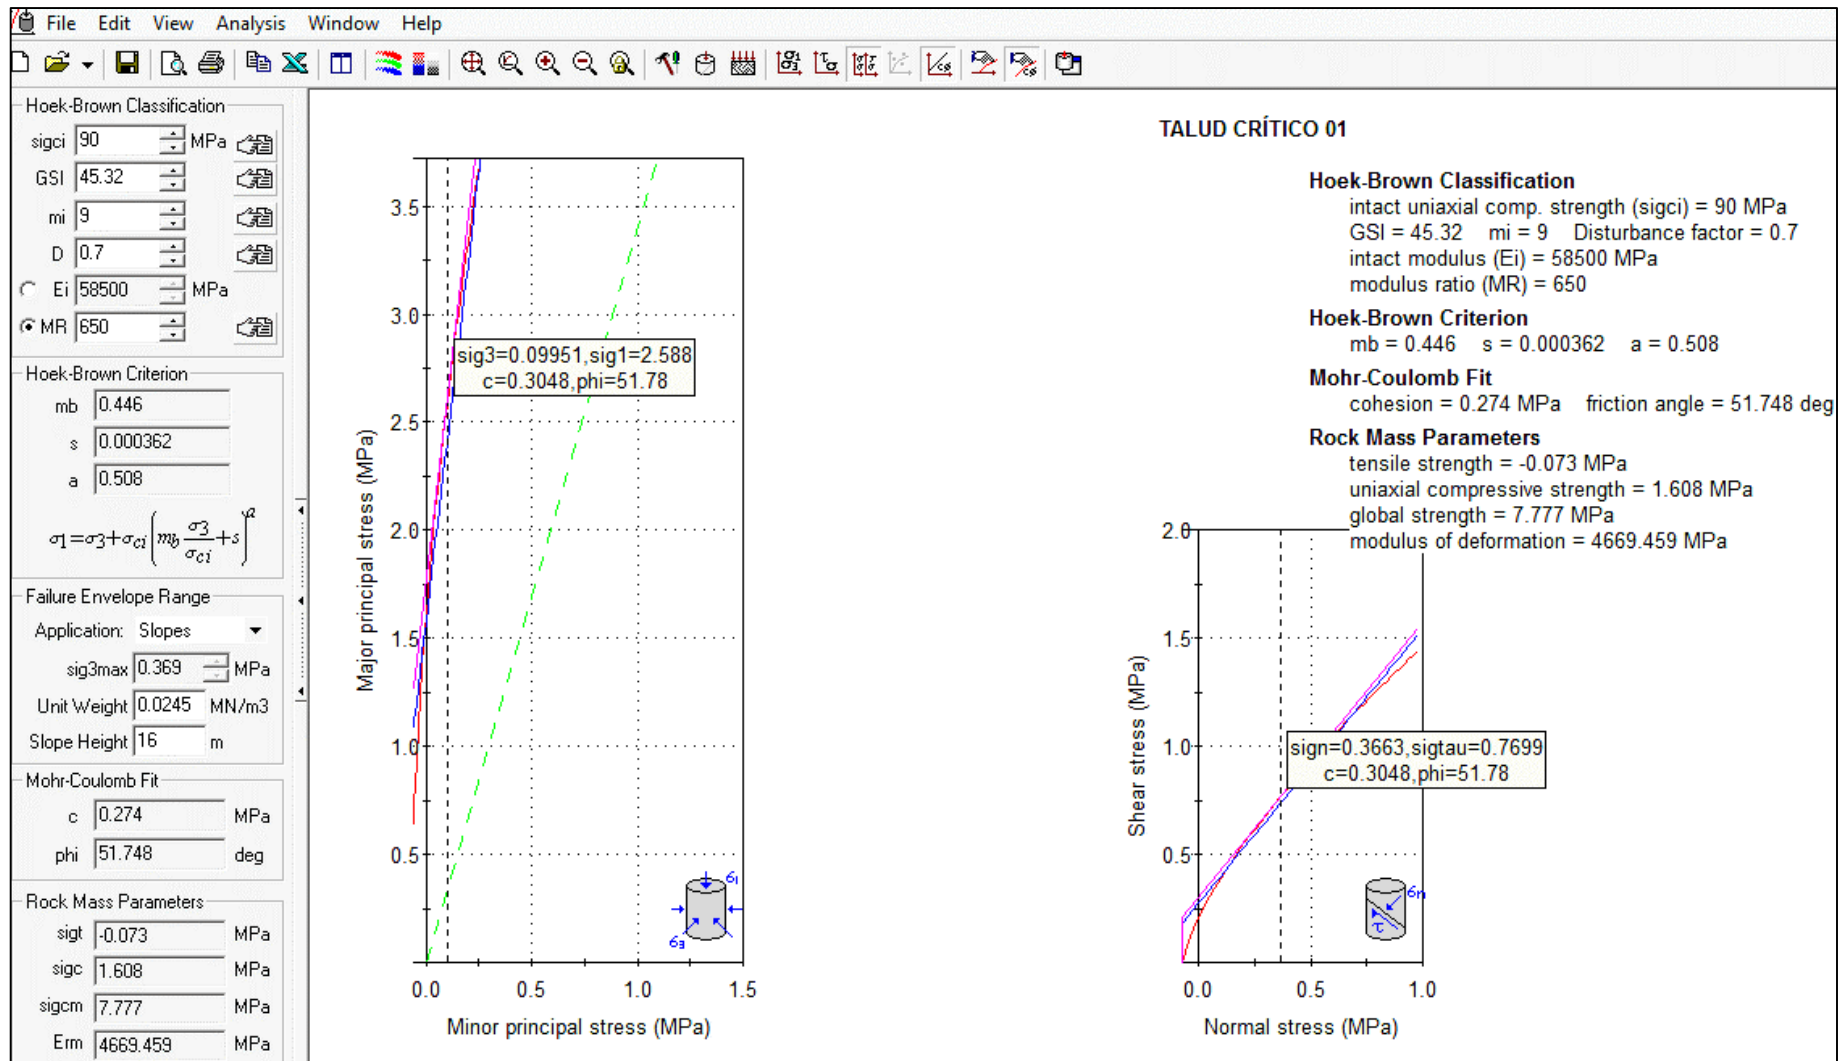 File Edit View Analysis Window Help
Hoek-Brown Classification
sigci 90 MPa
GSI 45.32
mi 9
D 0.7
Ei 58500 MPa
MR 650
Hoek-Brown Criterion
mb 0.446
s 0.000362
a 0.508
σ1=σ3+σci(mb σ3/σci+s)^a
Failure Envelope Range
Application: Slopes
sig3max 0.369 MPa
Unit Weight 0.0245 MN/m3
Slope Height 16 m
Mohr-Coulomb Fit
c 0.274 MPa
phi 51.748 deg
Rock Mass Parameters
sigt -0.073 MPa
sigc 1.608 MPa
sigcm 7.777 MPa
Erm 4669.459 MPa
Major principal stress (MPa)
3.5
3.0
2.5
2.0
1.5
1.0
0.5
sig3=0.09951,sig1=2.588
c=0.3048,phi=51.78
σ1
σ3
0.0 0.5 1.0 1.5
Minor principal stress (MPa)
TALUD CRÍTICO 01
Hoek-Brown Classification
intact uniaxial comp. strength (sigci) = 90 MPa
GSI = 45.32 mi = 9 Disturbance factor = 0.7
intact modulus (Ei) = 58500 MPa
modulus ratio (MR) = 650
Hoek-Brown Criterion
mb = 0.446 s = 0.000362 a = 0.508
Mohr-Coulomb Fit
cohesion = 0.274 MPa friction angle = 51.748 deg
Rock Mass Parameters
tensile strength = -0.073 MPa
uniaxial compressive strength = 1.608 MPa
global strength = 7.777 MPa
modulus of deformation = 4669.459 MPa
Shear stress (MPa)
2.0
1.5
1.0
0.5
sign=0.3663,sigtau=0.7699
c=0.3048,phi=51.78
σn
τ
0.0 0.5 1.0
Normal stress (MPa)